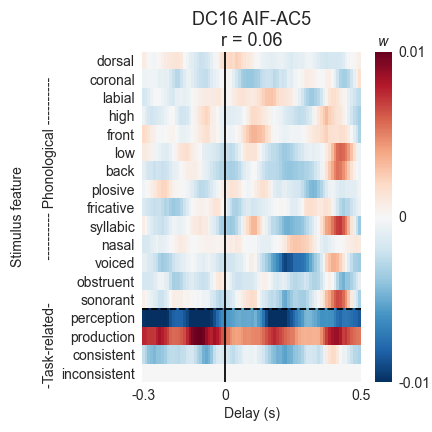 DC16 AIF-AC5
r = 0.06
w
dorsal
coronal
labial
high
front
low
back
plosive
fricative
syllabic
nasal
voiced
obstruent
sonorant
perception
production
consistent
inconsistent
Stimulus feature
-Task-related- ---------- Phonological ----------
0.01
0
-0.01
-0.3 0 0.5
Delay (s)